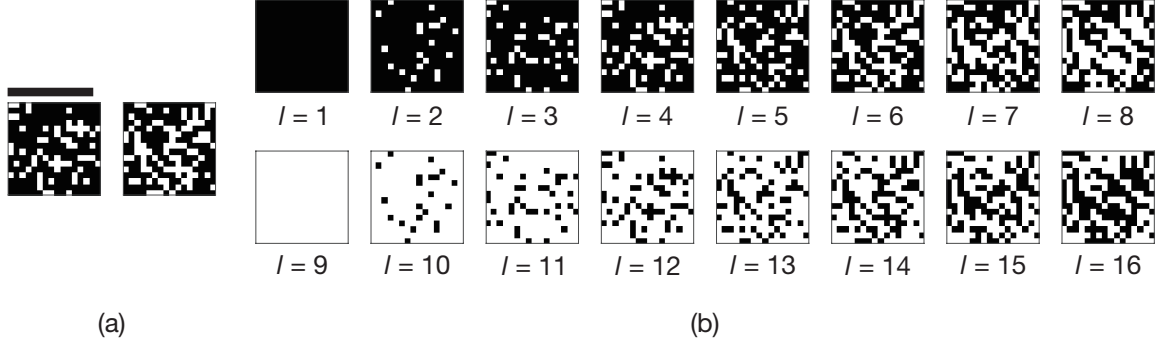 l = 1 l = 2 l = 3 l = 4 l = 5 l = 6 l = 7 l = 8
l = 9 l = 10 l = 11 l = 12 l = 13 l = 14 l = 15 l = 16
(a) (b)